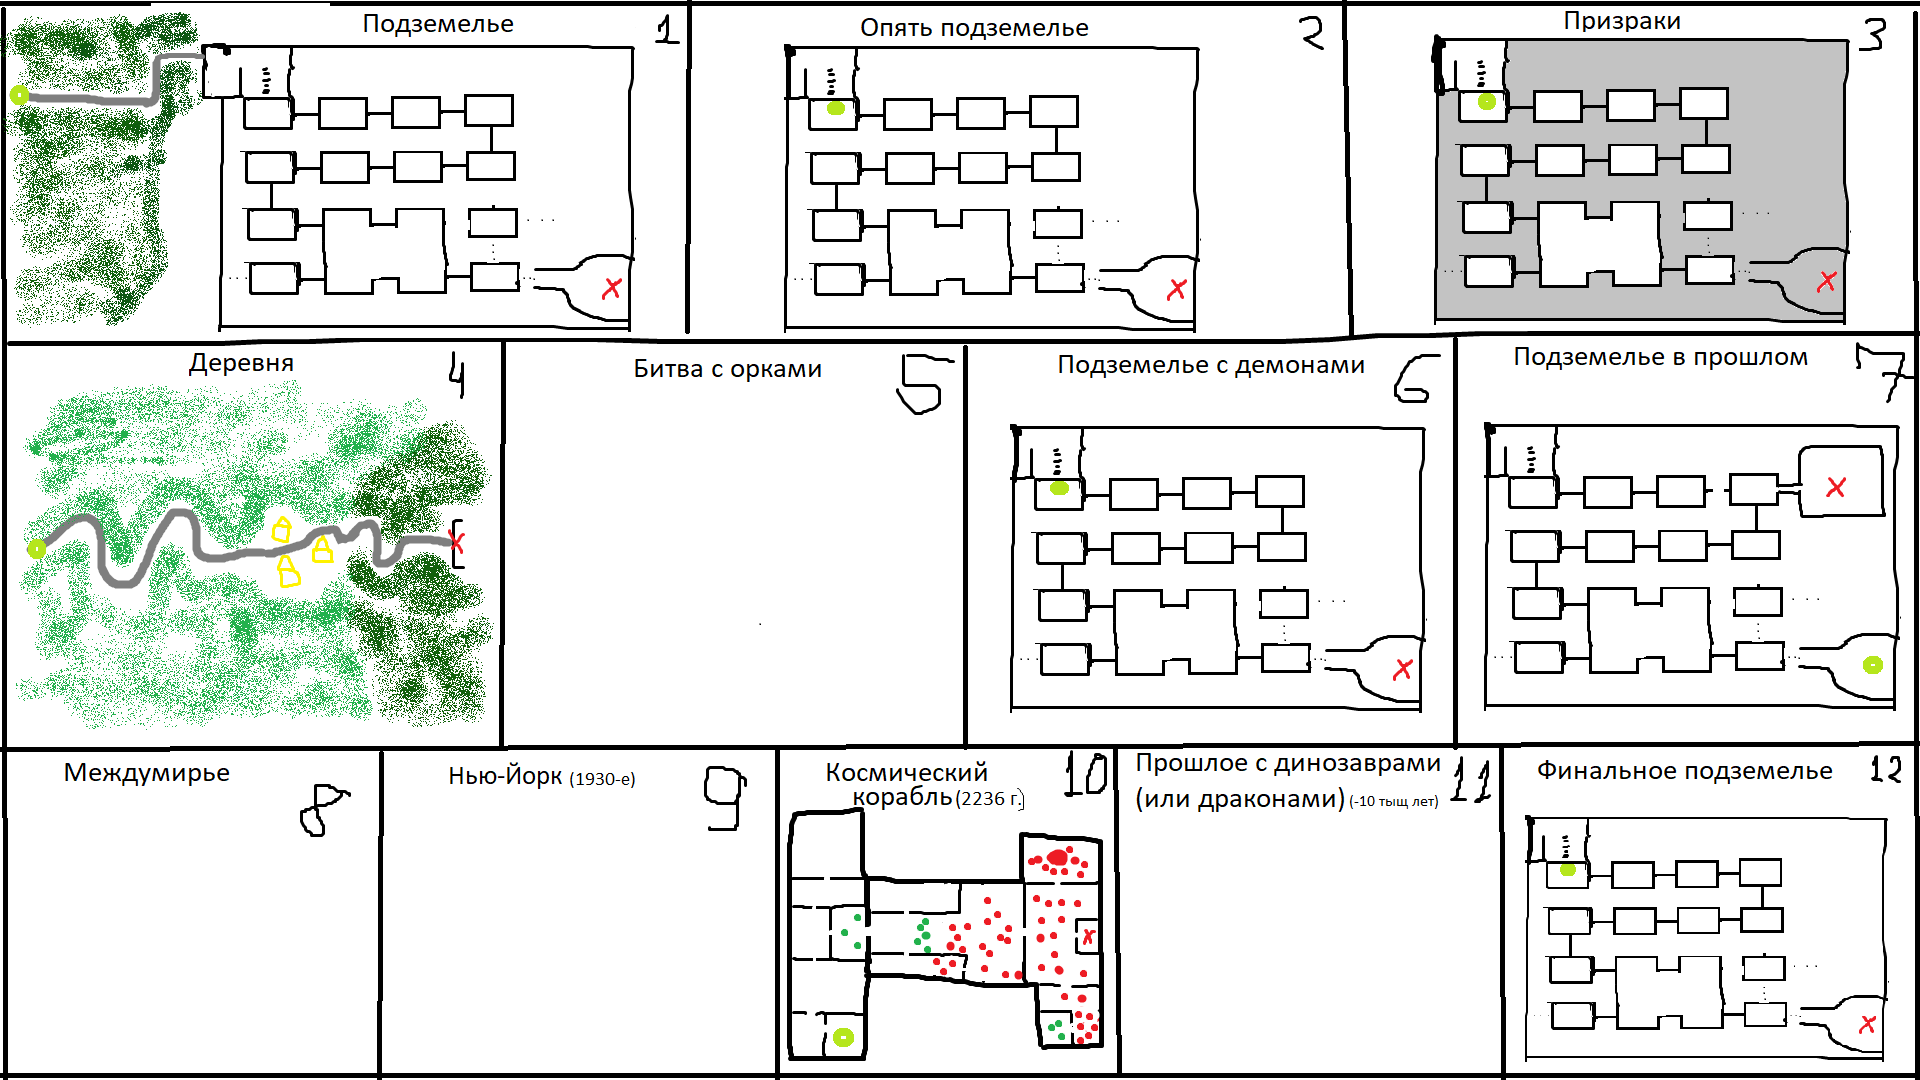 Подземелье
1
Опять подземелье
2
Призраки
3
Деревня
4
Битва с орками
5
Подземелье с демонами
6
Подземелье в прошлом
7
Междумирье
8
Нью-Йорк (1930-е)
9
Космический
корабль (2236 г.)
10
Прошлое с динозаврами
(или драконами) (-10 тыщ лет)
11
Финальное подземелье
12